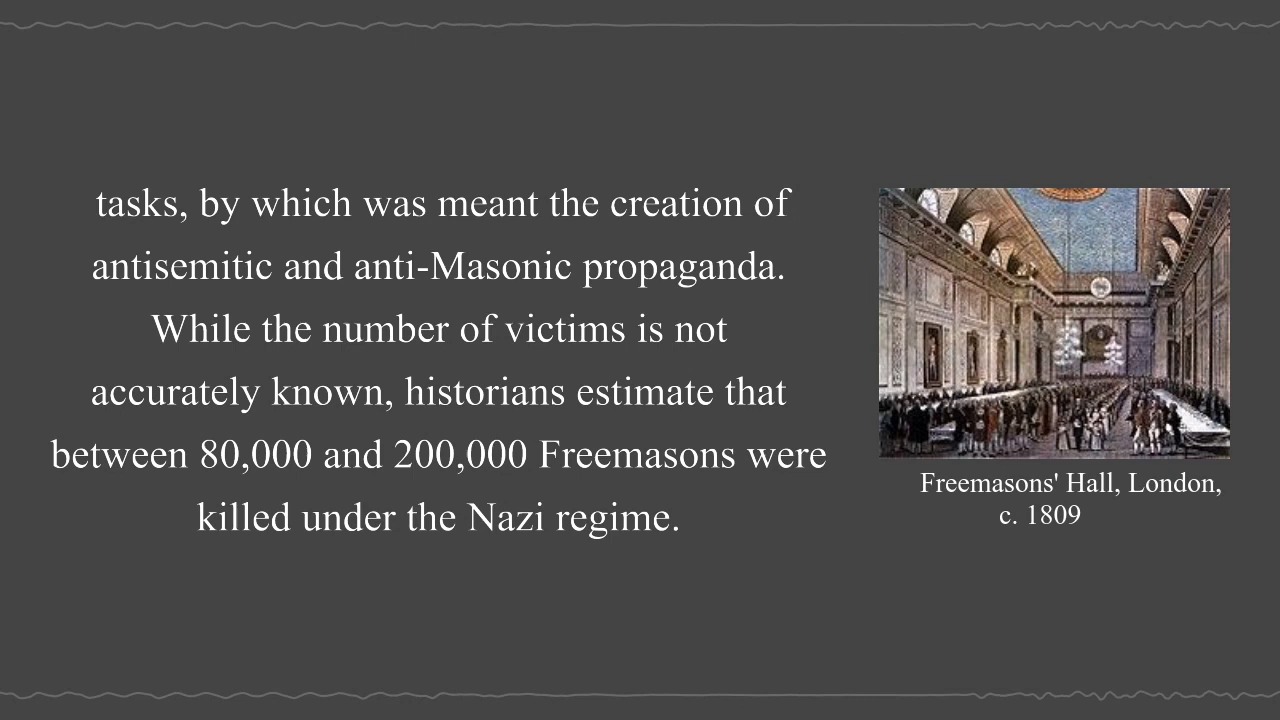 tasks, by which was meant the creation of
antisemitic and anti-Masonic propaganda.
While the number of victims is not
accurately known, historians estimate that
between 80,000 and 200,000 Freemasons were
killed under the Nazi regime.
Freemasons' Hall, London,
c. 1809